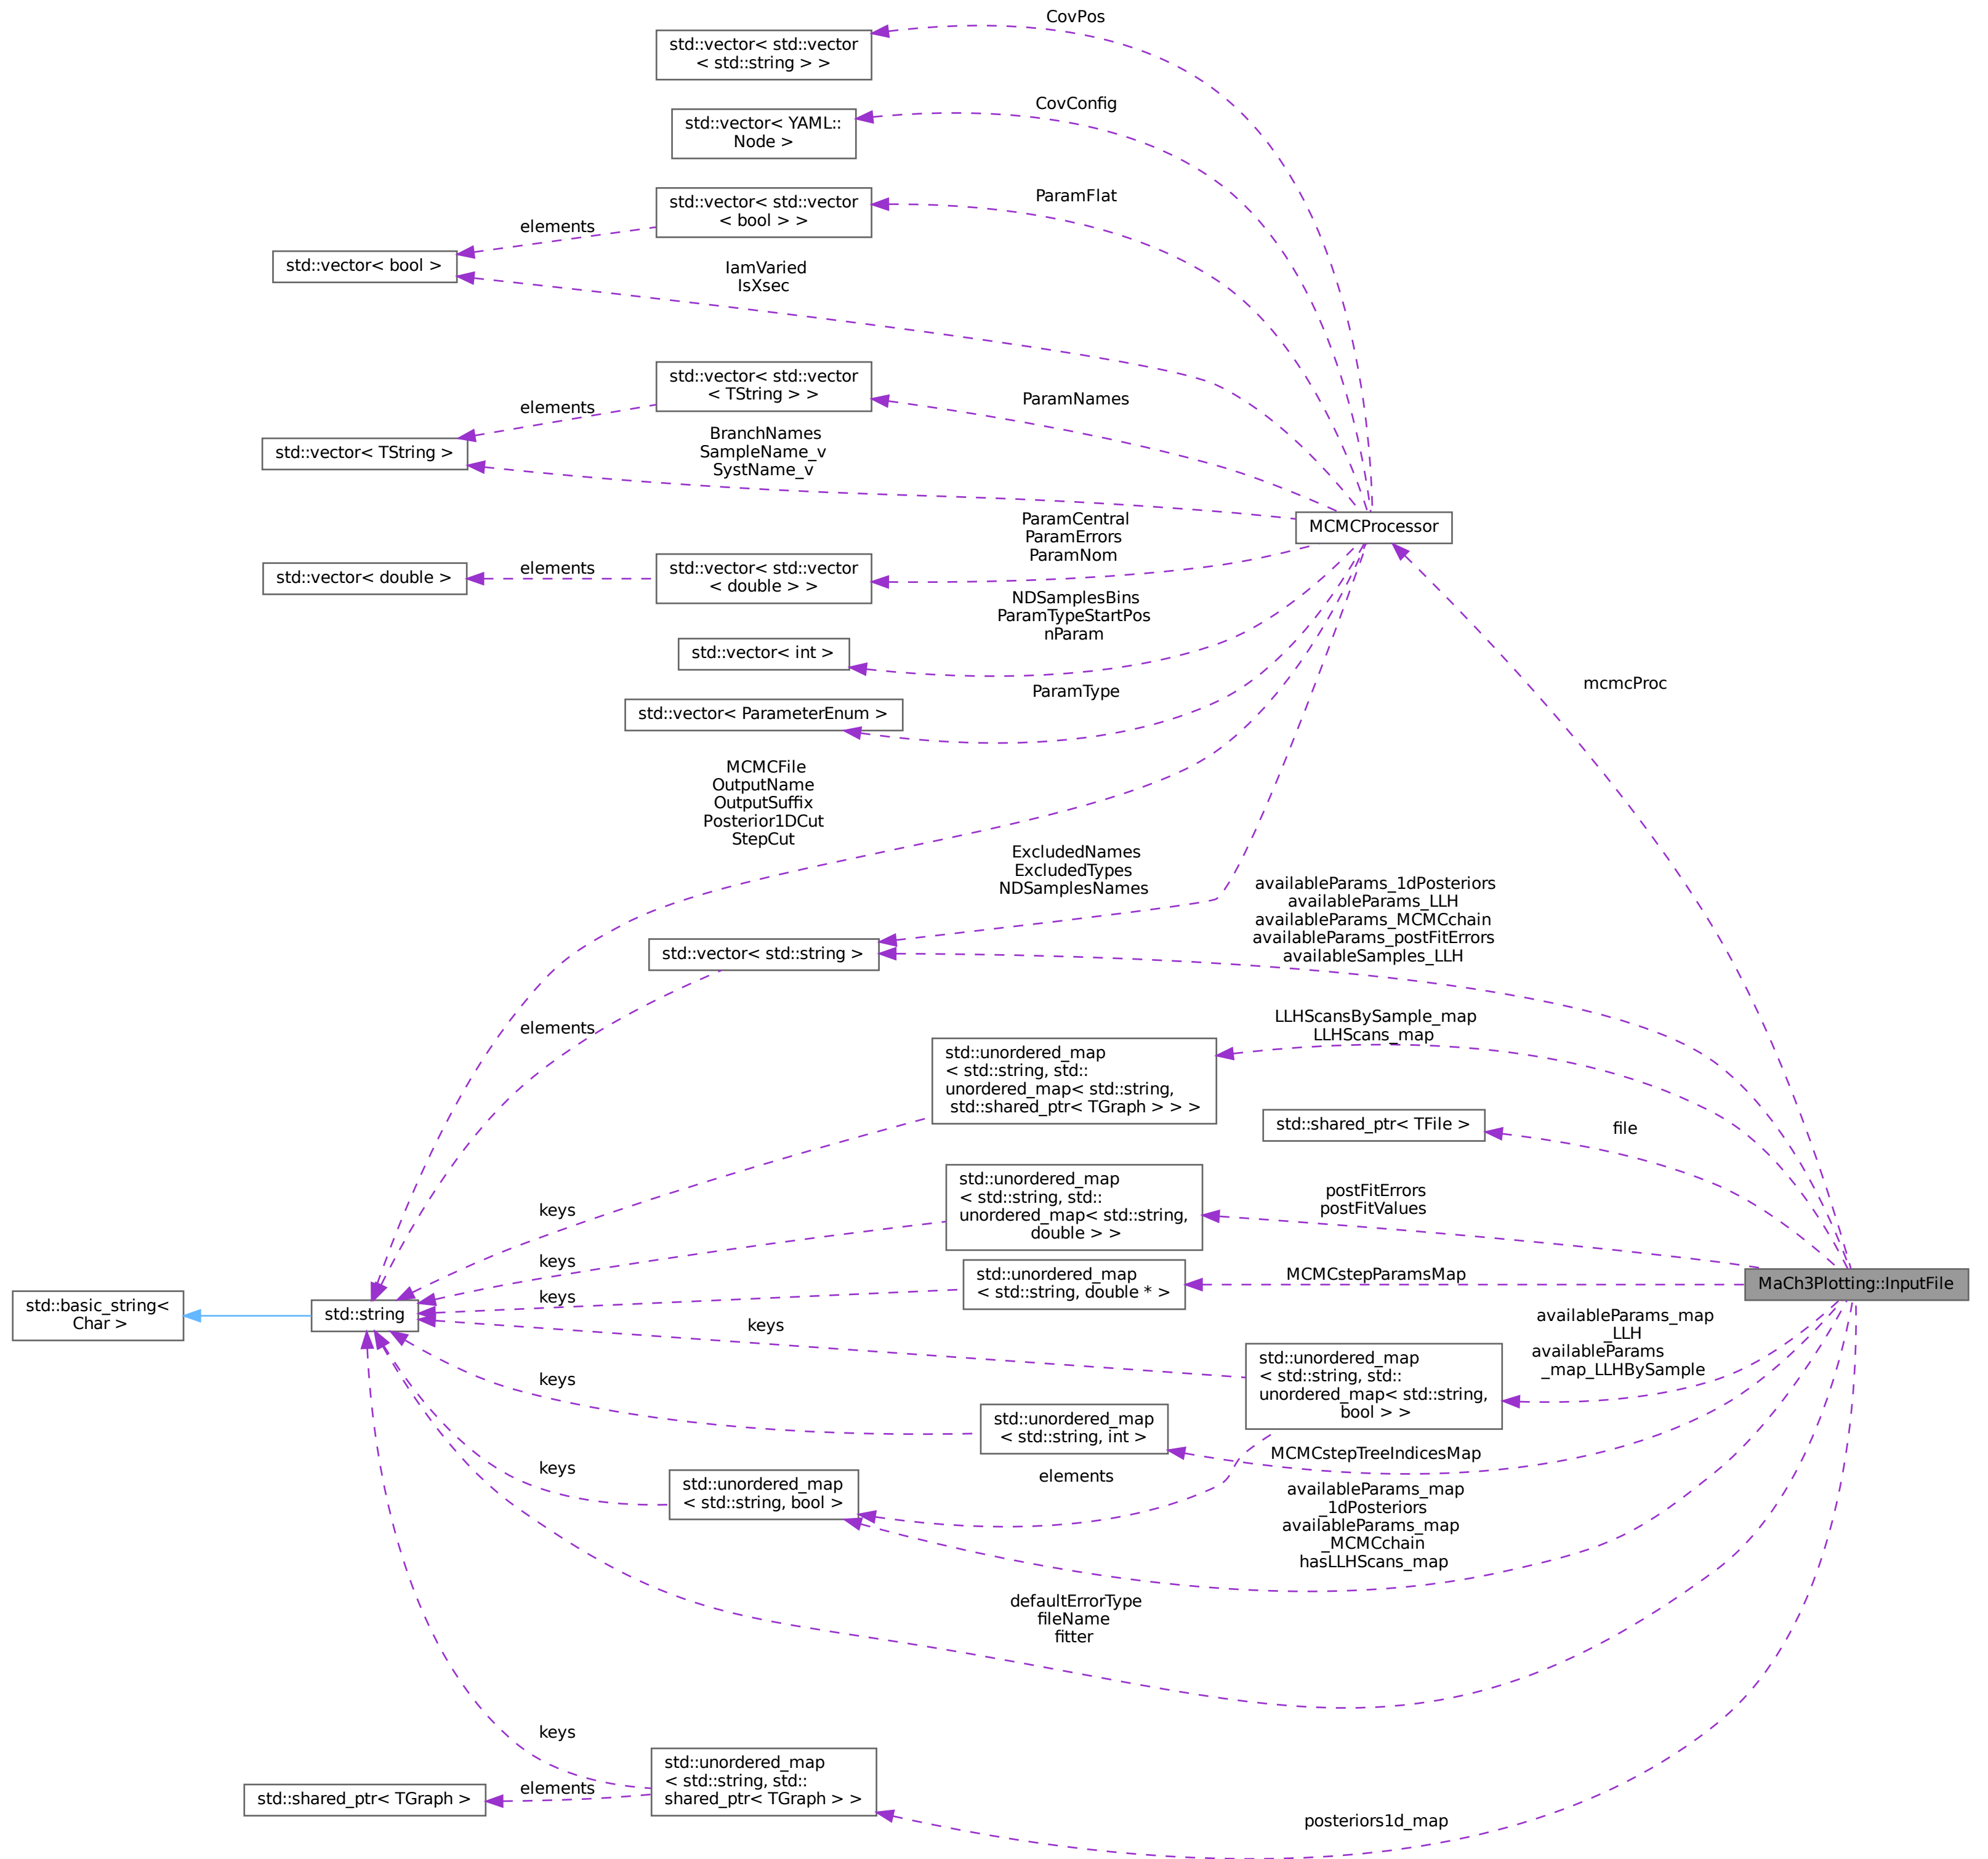 CovPos
std::vector< std::vector
< std::string > >
CovConfig
std::vector< YAML::
Node >
ParamFlat
std::vector< std::vector
< bool > >
elements
std::vector< bool >
IamVaried
IsXsec
std::vector< std::vector
< TString > >
ParamNames
elements
BranchNames
SampleName_v
SystName_v
std::vector< TString >
MCMCProcessor
ParamCentral
ParamErrors
ParamNom
std::vector< std::vector
< double > >
elements
std::vector< double >
NDSamplesBins
ParamTypeStartPos
nParam
std::vector< int >
mcmcProc
ParamType
std::vector< ParameterEnum >
MCMCFile
OutputName
OutputSuffix
Posterior1DCut
StepCut
ExcludedNames
ExcludedTypes
NDSamplesNames
availableParams_1dPosteriors
availableParams_LLH
availableParams_MCMCchain
availableParams_postFitErrors
availableSamples_LLH
std::vector< std::string >
elements
LLHScansBySample_map
LLHScans_map
std::unordered_map
< std::string, std::
unordered_map< std::string,
std::shared_ptr< TGraph > > >
std::shared_ptr< TFile >
file
postFitErrors
postFitValues
std::unordered_map
< std::string, std::
unordered_map< std::string,
double > >
keys
keys
MCMCstepParamsMap
std::unordered_map
< std::string, double * >
keys
MaCh3Plotting::InputFile
std::basic_string<
Char >
std::string
keys
availableParams_map
_LLH
availableParams
_map_LLHBySample
std::unordered_map
< std::string, std::
unordered_map< std::string,
bool > >
keys
std::unordered_map
< std::string, int >
MCMCstepTreeIndicesMap
keys
std::unordered_map
< std::string, bool >
elements
availableParams_map
_1dPosteriors
availableParams_map
_MCMCchain
hasLLHScans_map
defaultErrorType
fileName
fitter
keys
std::unordered_map
< std::string, std::
shared_ptr< TGraph > >
elements
std::shared_ptr< TGraph >
posteriors1d_map